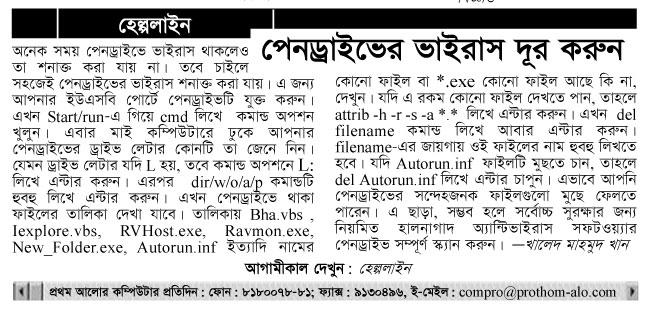 হেল্পলাইন
পেনড্রাইভের ভাইরাস দূর করুন
অনেক সময় পেনড্রাইভে ভাইরাস থাকলেও
তা শনাক্ত করা যায় না। তবে চাইলে
সহজেই পেনড্রাইভের ভাইরাস শনাক্ত করা যায়। এ জন্য
আপনার ইউএসবি পোর্টে পেনড্রাইভটি যুক্ত করুন।
এখন Start/run-এ গিয়ে cmd লিখে কমান্ড অপশন
খুলুন। এবার মাই কম্পিউটারে ঢুকে আপনার
পেনড্রাইভের ড্রাইভ লেটার কোনটি তা জেনে নিন।
যেমন ড্রাইভ লেটার যদি L হয়, তবে কমান্ড অপশনে L:
লিখে এন্টার করুন। এরপর dir/w/o/a/p কমান্ডটি
হুবহু লিখে এন্টার করুন। এখন পেনড্রাইভে থাকা
ফাইলের তালিকা দেখা যাবে। তালিকায় Bha.vbs ,
Iexplore.vbs, RVHost.exe, Ravmon.exe,
New_Folder.exe, Autorun.inf ইত্যাদি নামের
কোনো ফাইল বা *.exe কোনো ফাইল আছে কি না,
দেখুন। যদি এ রকম কোনো ফাইল দেখতে পান, তাহলে
attrib -h -r -s -a *.* লিখে এন্টার করুন। এখন del
filename কমান্ড লিখে আবার এন্টার করুন।
filename-এর জায়গায় ওই ফাইলের নাম হুবহু লিখতে
হবে। যদি Autorun.inf ফাইলটি মুছতে চান, তাহলে
del Autorun.inf লিখে এন্টার চাপুন। এভাবে আপনি
পেনড্রাইভের সন্দেহজনক ফাইলগুলো মুছে ফেলতে
পারেন। এ ছাড়া, সম্ভব হলে সর্বোচ্চ সুরক্ষার জন্য
নিয়মিত হালনাগাদ অ্যান্টিভাইরাস সফটওয়্যার
পেনড্রাইভ সম্পূর্ণ স্ক্যান করুন। —খালেদ মাহমুদ খান
আগামীকাল দেখুন : হেল্পলাইন
প্রথম আলোর কম্পিউটার প্রতিদিন : ফোন : ৮১৮০০৭৮-৮১; ফ্যাক্স : ৯১৩০৪৯৬, ই-মেইল : compro@prothom-alo.com